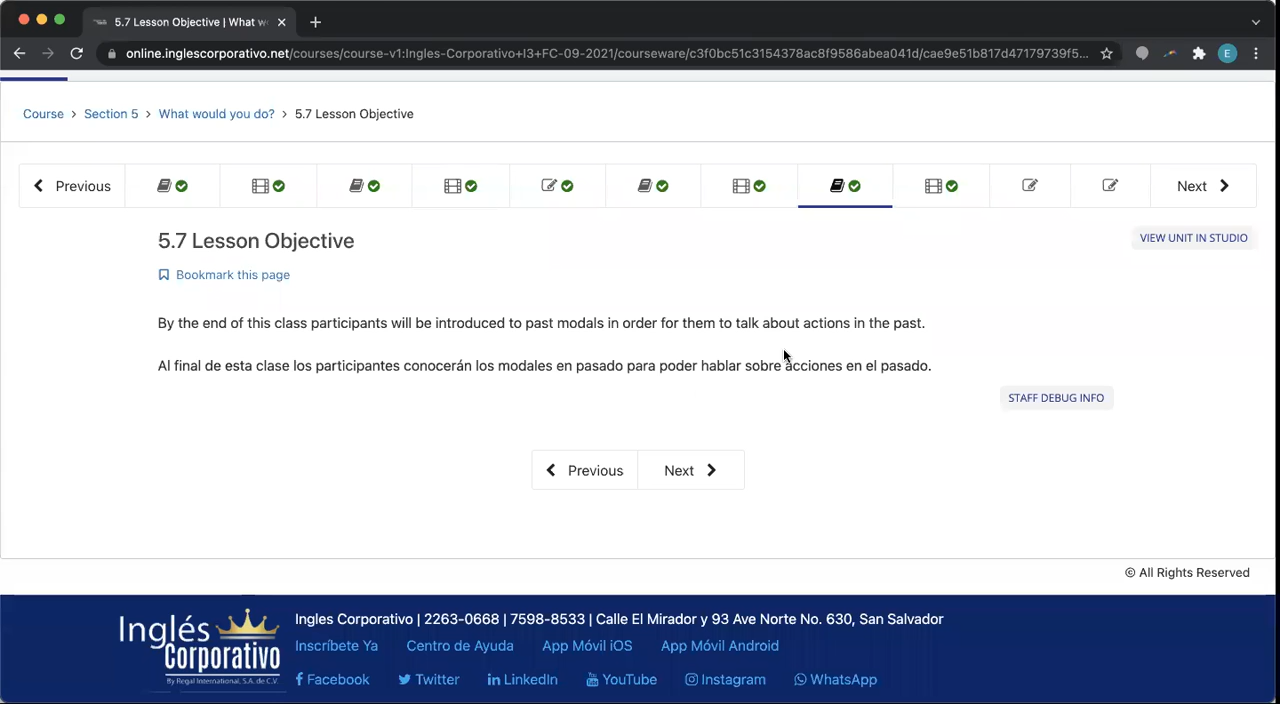 5.7 Lesson Objective | What w
online.inglescorporativo.net/courses/course-v1:Ingles-Corporativo+I3+FC-09-2021/courseware/c3f0bc51c3154378ac8f9586abea041d/cae9e51b817d47179739f5...
E
Course > Section 5 > What would you do? > 5.7 Lesson Objective
Previous
Next
5.7 Lesson Objective
VIEW UNIT IN STUDIO
Bookmark this page
By the end of this class participants will be introduced to past modals in order for them to talk about actions in the past.
Al final de esta clase los participantes conocerán los modales en pasado para poder hablar sobre acciones en el pasado.
STAFF DEBUG INFO
Previous
Next
© All Rights Reserved
Inglés Corporativo
By Regal International, S.A. de C.V.
Ingles Corporativo | 2263-0668 | 7598-8533 | Calle El Mirador y 93 Ave Norte No. 630, San Salvador
Inscríbete Ya Centro de Ayuda App Móvil iOS App Móvil Android
Facebook Twitter LinkedIn YouTube Instagram WhatsApp